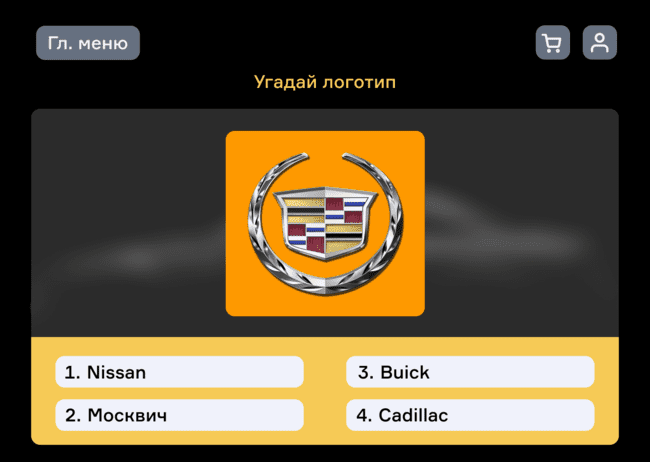 Гл. меню
Угадай логотип
1. Nissan
2. Москвич
3. Buick
4. Cadillac